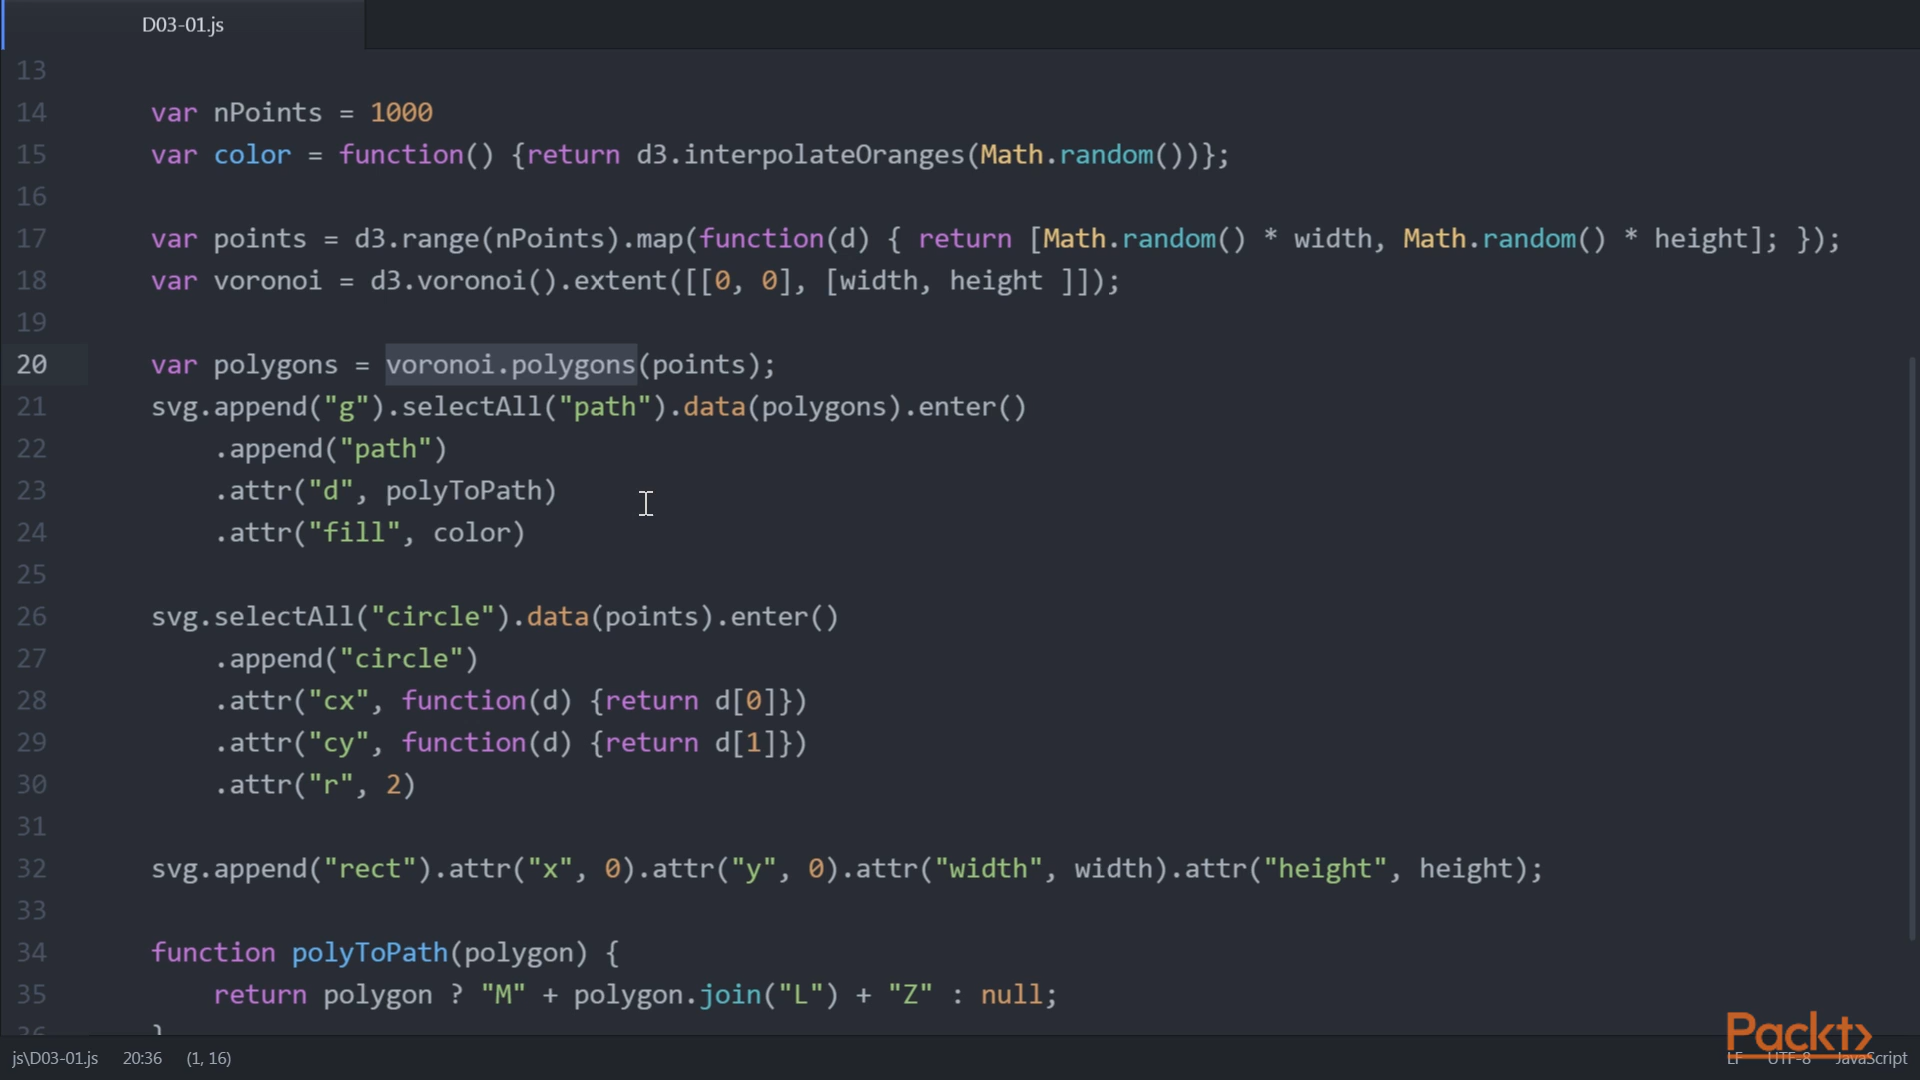 D03-01.js
13
14 var nPoints = 1000
15 var color = function() {return d3.interpolateOranges(Math.random())};
16
17 var points = d3.range(nPoints).map(function(d) { return [Math.random() * width, Math.random() * height]; });
18 var voronoi = d3.voronoi().extent([[0, 0], [width, height ]]);
19
20 var polygons = voronoi.polygons(points);
21 svg.append("g").selectAll("path").data(polygons).enter()
22 .append("path")
23 .attr("d", polyToPath)
24 .attr("fill", color)
25
26 svg.selectAll("circle").data(points).enter()
27 .append("circle")
28 .attr("cx", function(d) {return d[0]})
29 .attr("cy", function(d) {return d[1]})
30 .attr("r", 2)
31
32 svg.append("rect").attr("x", 0).attr("y", 0).attr("width", width).attr("height", height);
33
34 function polyToPath(polygon) {
35 return polygon ? "M" + polygon.join("L") + "Z" : null;
36 }
Packt>
js\D03-01.js 20:36 (1, 16) LF UTF-8 JavaScript